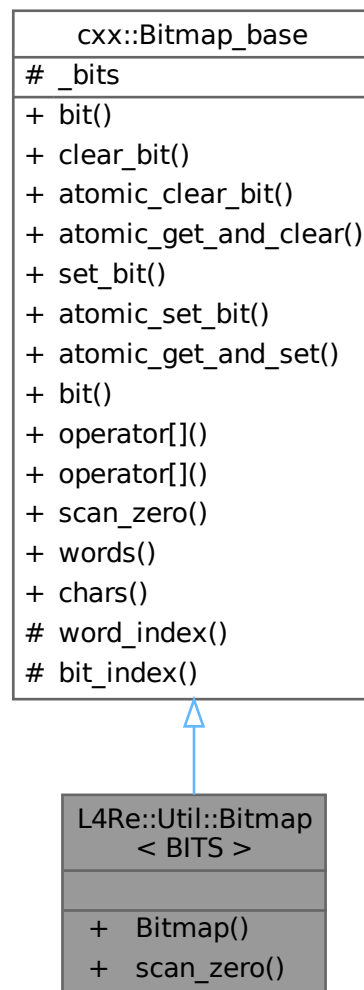 cxx::Bitmap_base
# _bits
+ bit()
+ clear_bit()
+ atomic_clear_bit()
+ atomic_get_and_clear()
+ set_bit()
+ atomic_set_bit()
+ atomic_get_and_set()
+ bit()
+ operator[]()
+ operator[]()
+ scan_zero()
+ words()
+ chars()
# word_index()
# bit_index()
L4Re::Util::Bitmap
< BITS >
+ Bitmap()
+ scan_zero()